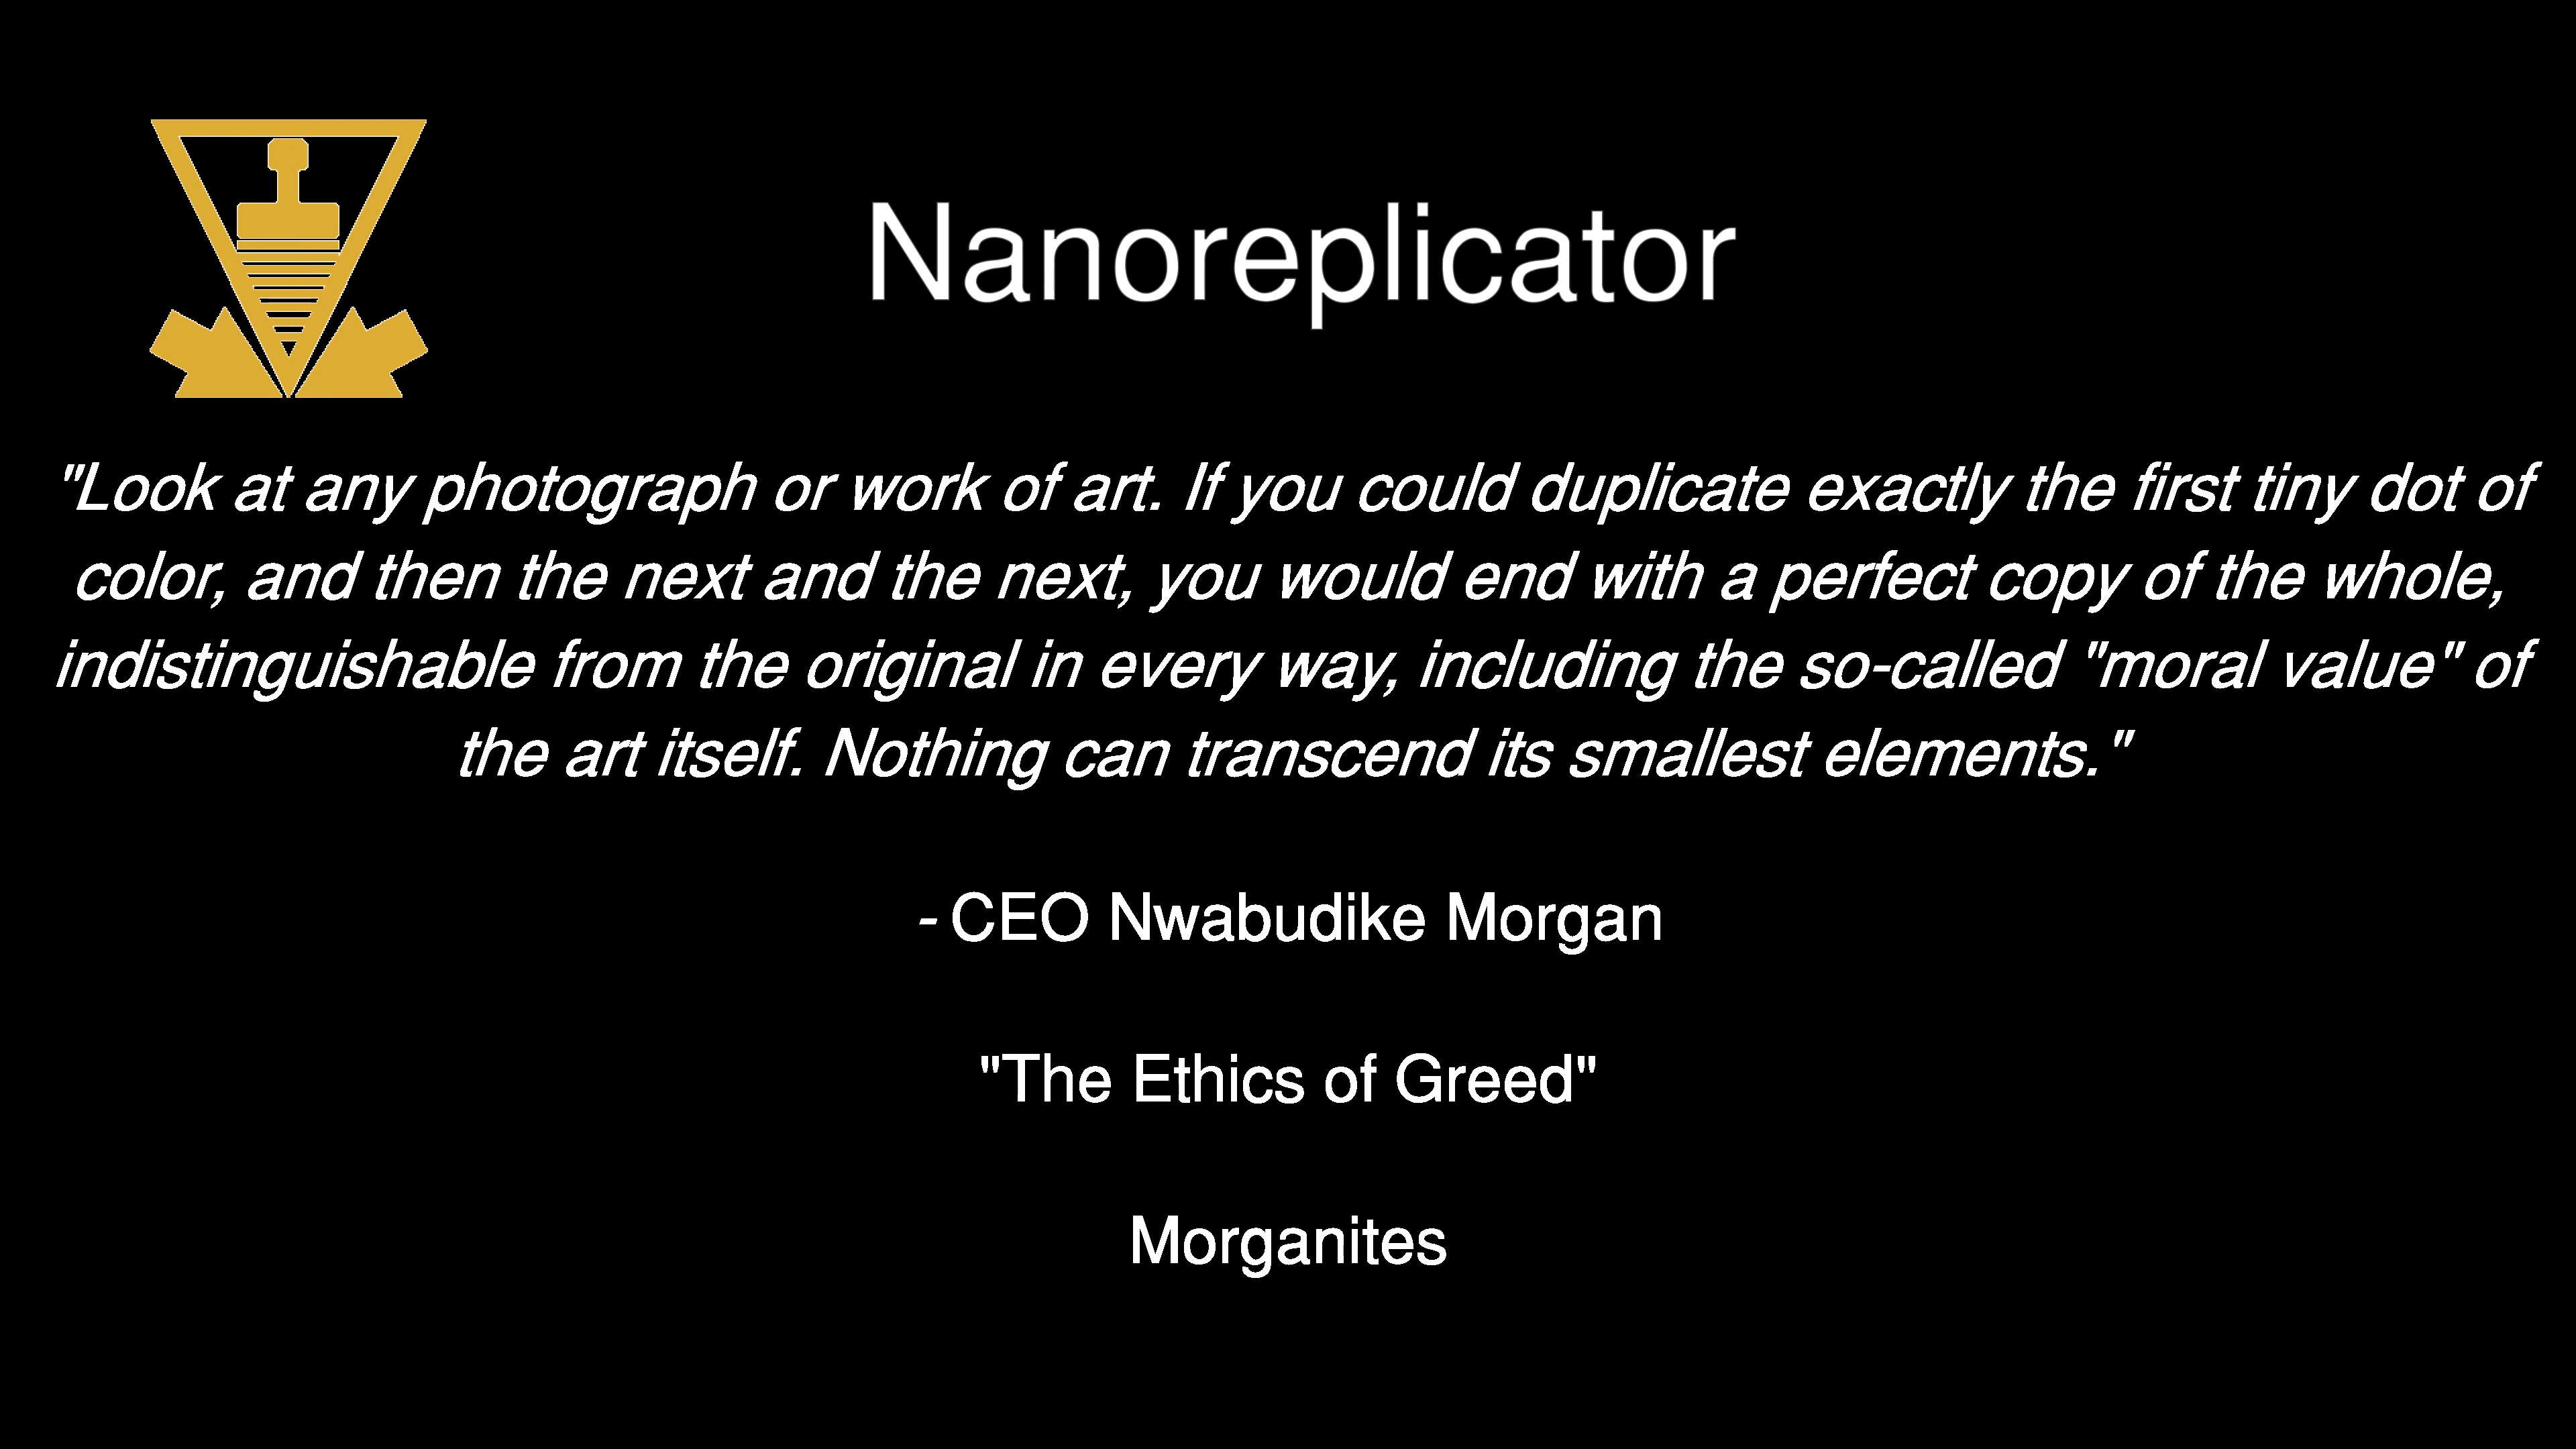 Nanoreplicator
"Look at any photograph or work of art. If you could duplicate exactly the first tiny dot of
color, and then the next and the next, you would end with a perfect copy of the whole,
indistinguishable from the original in every way, including the so-called "moral value" of
the art itself. Nothing can transcend its smallest elements."
- CEO Nwabudike Morgan
"The Ethics of Greed"
Morganites